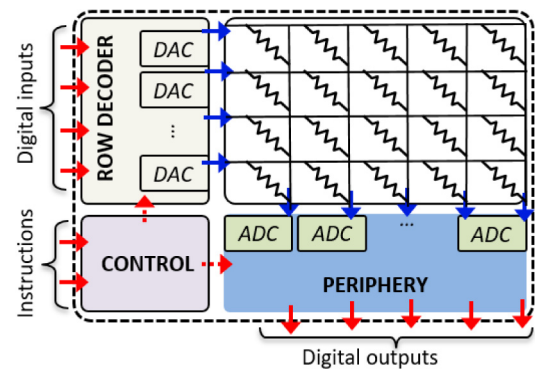 Digital inputs
ROW DECODER
DAC
DAC
...
DAC
Instructions
CONTROL
ADC
ADC
...
ADC
PERIPHERY
Digital outputs